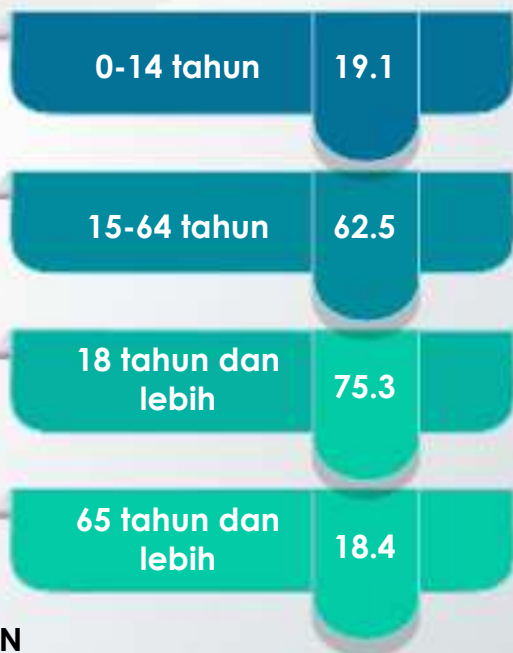 0-14 tahun 19.1
15-64 tahun 62.5
18 tahun dan
lebih
75.3
65 tahun dan
lebih
18.4
N